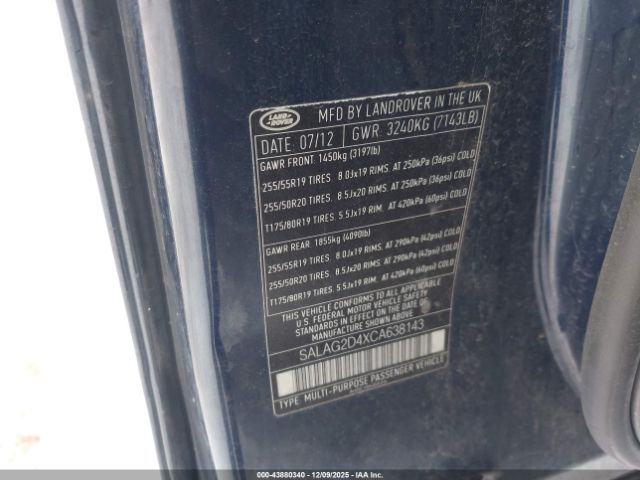 LAND ROVER
MFD BY LANDROVER IN THE UK
DATE: 07/12 GWR. 3240KG (7143LB)
GAWR FRONT: 1450kg (3197lb)
255/55R19 TIRES. 8.0Jx19 RIMS. AT 250kPa (36psi) COLD
255/50R20 TIRES. 8.5Jx20 RIMS. AT 250kPa (36psi) COLD
T175/80R19 TIRES. 5.5Jx19 RIM. AT 420kPa (60psi) COLD
GAWR REAR: 1855kg (4090lb)
255/55R19 TIRES. 8.0Jx19 RIMS. AT 290kPa (42psi) COLD
255/50R20 TIRES. 8.5Jx20 RIMS. AT 290kPa (42psi) COLD
T175/80R19 TIRES. 5.5Jx19 RIM. AT 420kPa (60psi) COLD
THIS VEHICLE CONFORMS TO ALL APPLICABLE
U.S. FEDERAL MOTOR VEHICLE SAFETY
STANDARDS IN EFFECT ON THE DATE OF
MANUFACTURE SHOWN ABOVE
SALAG2D4XCA638143
TYPE: MULTI-PURPOSE PASSENGER VEHICLE
000-43880340 - 12/09/2025 - IAAI.COM